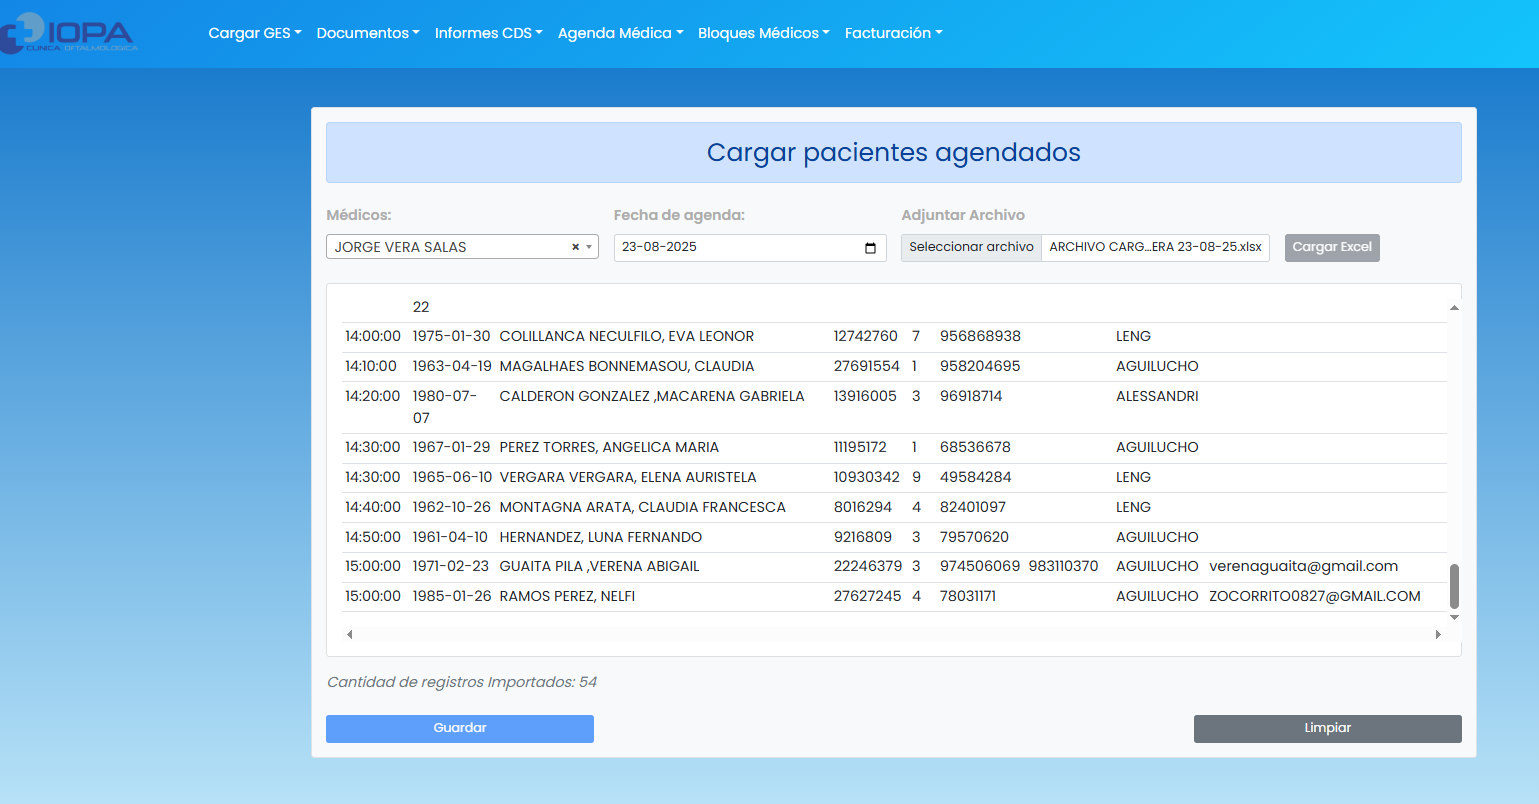 IOPA
CLINICA OFTALMOLOGICA
Cargar GES Documentos Informes CDS Agenda Médica Bloques Médicos Facturación
Cargar pacientes agendados
Médicos: Fecha de agenda: Adjuntar Archivo
JORGE VERA SALAS × 23-08-2025 Seleccionar archivo ARCHIVO CARG...ERA 23-08-25.xlsx Cargar Excel
22
14:00:00 1975-01-30 COLILLANCA NECULFILO, EVA LEONOR 12742760 7 956868938 LENG
14:10:00 1963-04-19 MAGALHAES BONNEMASOU, CLAUDIA 27691554 1 958204695 AGUILUCHO
14:20:00 1980-07- CALDERON GONZALEZ ,MACARENA GABRIELA 13916005 3 96918714 ALESSANDRI
07
14:30:00 1967-01-29 PEREZ TORRES, ANGELICA MARIA 11195172 1 68536678 AGUILUCHO
14:30:00 1965-06-10 VERGARA VERGARA, ELENA AURISTELA 10930342 9 49584284 LENG
14:40:00 1962-10-26 MONTAGNA ARATA, CLAUDIA FRANCESCA 8016294 4 82401097 LENG
14:50:00 1961-04-10 HERNANDEZ, LUNA FERNANDO 9216809 3 79570620 AGUILUCHO
15:00:00 1971-02-23 GUAITA PILA ,VERENA ABIGAIL 22246379 3 974506069 983110370 AGUILUCHO verenaguaita@gmail.com
15:00:00 1985-01-26 RAMOS PEREZ, NELFI 27627245 4 78031171 AGUILUCHO ZOCORRITO0827@GMAIL.COM
Cantidad de registros Importados: 54
Guardar Limpiar